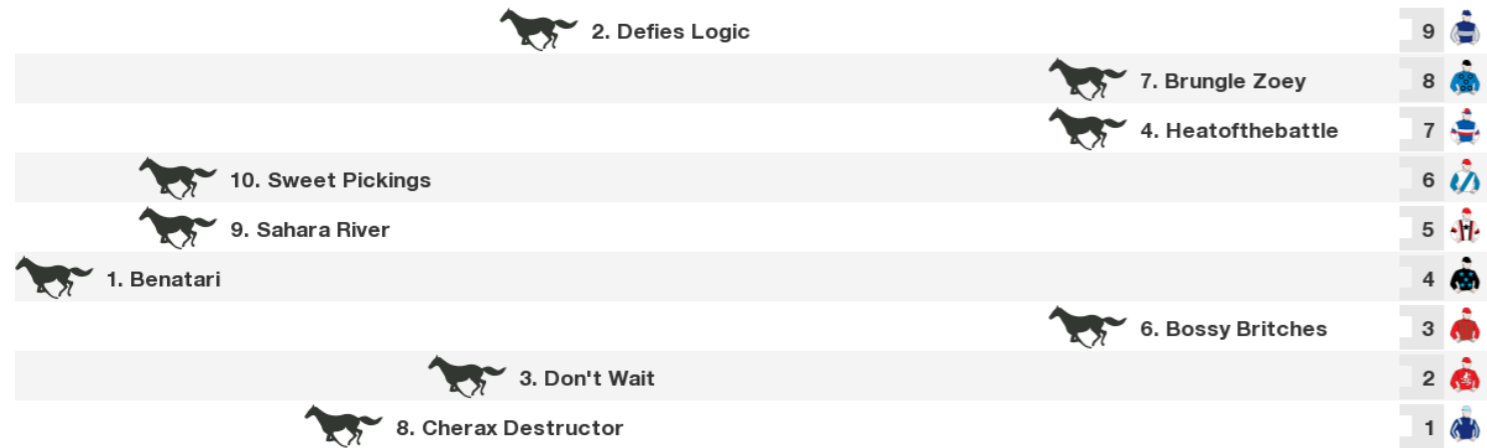 2. Defies Logic 9
7. Brungle Zoey 8
4. Heatofthebattle 7
10. Sweet Pickings 6
9. Sahara River 5
1. Benatari 4
6. Bossy Britches 3
3. Don't Wait 2
8. Cherax Destructor 1